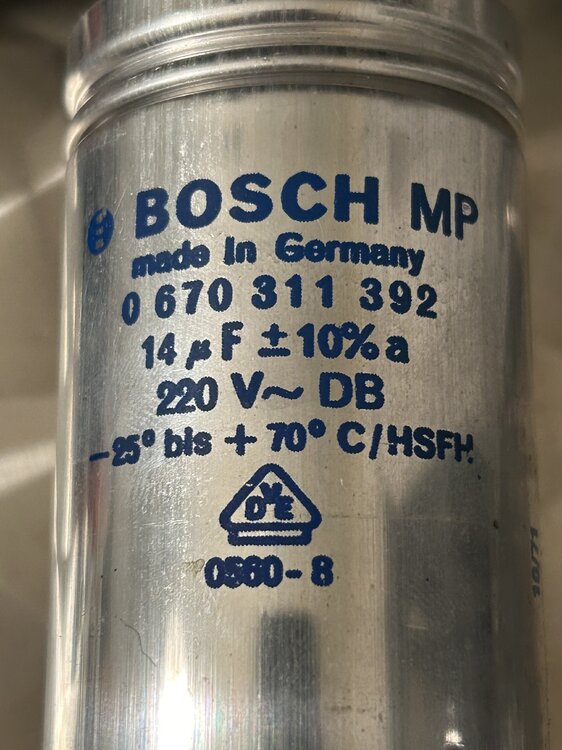 BOSCH MP
made in Germany
0 670 311 392
14 µF ±10% a
220 V~ DB
-25° bis +70° C/HSFH
VDE
0560-8